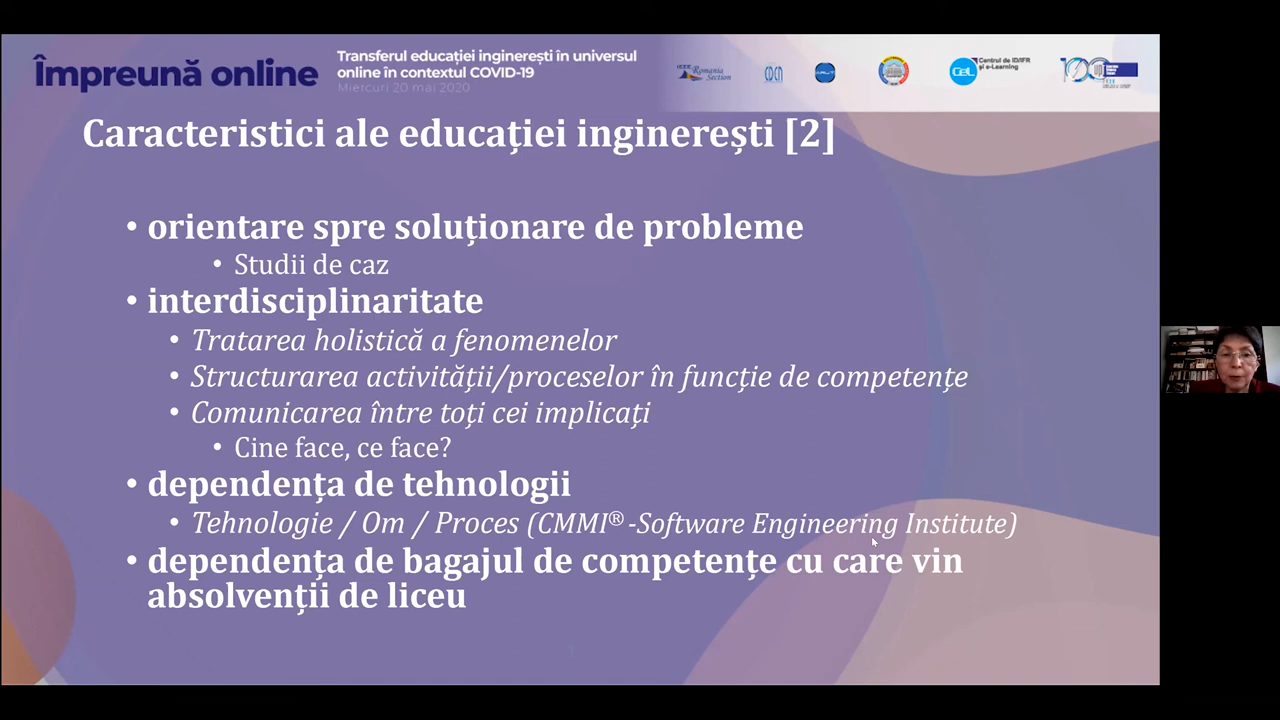 Împreună online
Transferul educației inginerești în universul
online în contextul COVID-19
Miercuri 20 mai 2020
Romania
Section
CeL
Centrul de ID/IFR
și e-Learning
100
Caracteristici ale educației inginerești [2]
• orientare spre soluționare de probleme
• Studii de caz
• interdisciplinaritate
• Tratarea holistică a fenomenelor
• Structurarea activității/proceselor în funcție de competențe
• Comunicarea între toți cei implicați
• Cine face, ce face?
• dependența de tehnologii
• Tehnologie / Om / Proces (CMMI®-Software Engineering Institute)
• dependența de bagajul de competențe cu care vin
absolvenții de liceu